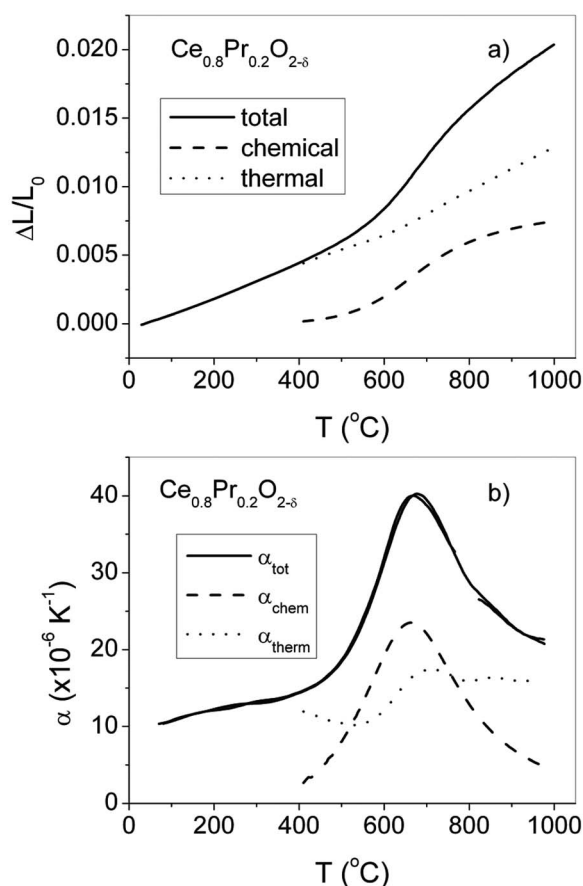 Ce0.8Pr0.2O2-δ
a)
total
chemical
thermal
ΔL/L0
0.020
0.015
0.010
0.005
0.000
0 200 400 600 800 1000
T (°C)
Ce0.8Pr0.2O2-δ
b)
αtot
αchem
αtherm
α (x10-6 K-1)
40
30
20
10
0
0 200 400 600 800 1000
T (°C)